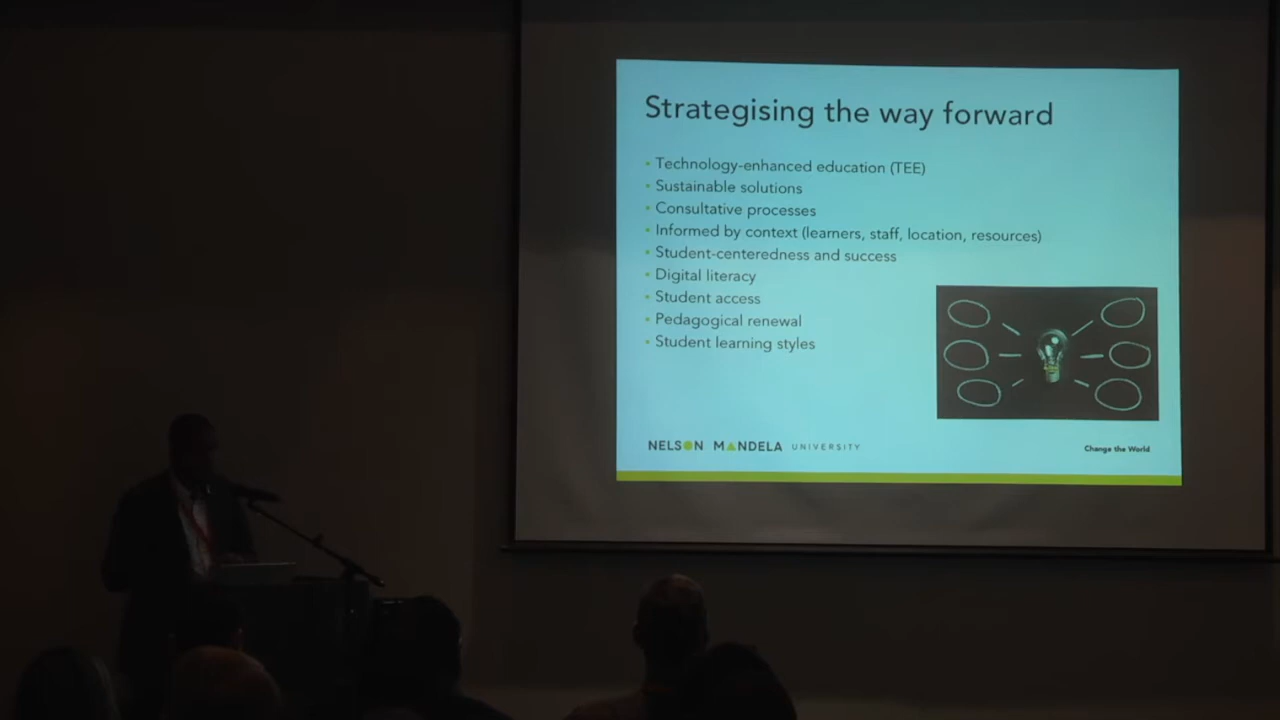 Strategising the way forward
Technology-enhanced education (TEE)
Sustainable solutions
Consultative processes
Informed by context (learners, staff, location, resources)
Student-centeredness and success
Digital literacy
Student access
Pedagogical renewal
Student learning styles
NELSON MANDELA UNIVERSITY
Change the World